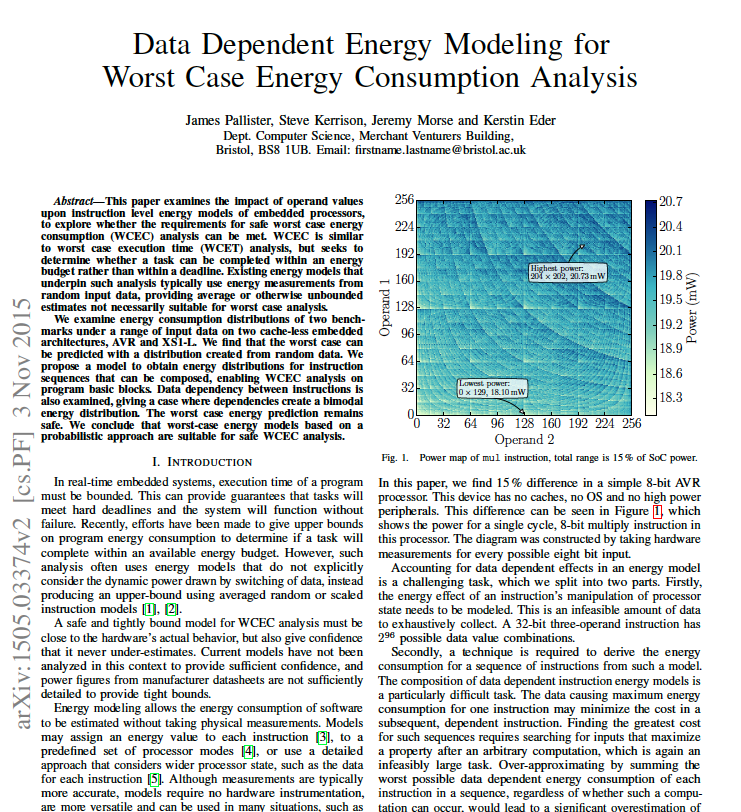 Data Dependent Energy Modeling for
Worst Case Energy Consumption Analysis
James Pallister, Steve Kerrison, Jeremy Morse and Kerstin Eder
Dept. Computer Science, Merchant Venturers Building,
Bristol, BS8 1UB. Email: firstname.lastname@bristol.ac.uk
arXiv:1505.03374v2 [cs.PF] 3 Nov 2015
Abstract—This paper examines the impact of operand values
upon instruction level energy models of embedded processors,
to explore whether the requirements for safe worst case energy
consumption (WCEC) analysis can be met. WCEC is similar
to worst case execution time (WCET) analysis, but seeks to
determine whether a task can be completed within an energy
budget rather than within a deadline. Existing energy models that
underpin such analysis typically use energy measurements from
random input data, providing average or otherwise unbounded
estimates not necessarily suitable for worst case analysis.
We examine energy consumption distributions of two bench-
marks under a range of input data on two cache-less embedded
architectures, AVR and XS1-L. We find that the worst case can
be predicted with a distribution created from random data. We
propose a model to obtain energy distributions for instruction
sequences that can be composed, enabling WCEC analysis on
program basic blocks. Data dependency between instructions is
also examined, giving a case where dependencies create a bimodal
energy distribution. The worst case energy prediction remains
safe. We conclude that worst-case energy models based on a
probabilistic approach are suitable for safe WCEC analysis.
I. INTRODUCTION
In real-time embedded systems, execution time of a program
must be bounded. This can provide guarantees that tasks will
meet hard deadlines and the system will function without
failure. Recently, efforts have been made to give upper bounds
on program energy consumption to determine if a task will
complete within an available energy budget. However, such
analysis often uses energy models that do not explicitly
consider the dynamic power drawn by switching of data, instead
producing an upper-bound using averaged random or scaled
instruction models [1], [2].
A safe and tightly bound model for WCEC analysis must be
close to the hardware's actual behavior, but also give confidence
that it never under-estimates. Current models have not been
analyzed in this context to provide sufficient confidence, and
power figures from manufacturer datasheets are not sufficiently
detailed to provide tight bounds.
Energy modeling allows the energy consumption of software
to be estimated without taking physical measurements. Models
may assign an energy value to each instruction [3], to a
predefined set of processor modes [4], or use a detailed
approach that considers wider processor state, such as the data
for each instruction [5]. Although measurements are typically
more accurate, models require no hardware instrumentation,
are more versatile and can be used in many situations, such as
256
224
192
160
128
96
64
32
0
Operand 1
Highest power:
204 × 202, 20.73 mW
Lowest power:
0 × 129, 18.10 mW
0 32 64 96 128 160 192 224 256
Operand 2
20.7
20.4
20.1
19.8
19.5
19.2
18.9
18.6
18.3
Power (mW)
Fig. 1. Power map of mul instruction, total range is 15 % of SoC power.
In this paper, we find 15 % difference in a simple 8-bit AVR
processor. This device has no caches, no OS and no high power
peripherals. This difference can be seen in Figure 1, which
shows the power for a single cycle, 8-bit multiply instruction in
this processor. The diagram was constructed by taking hardware
measurements for every possible eight bit input.
Accounting for data dependent effects in an energy model
is a challenging task, which we split into two parts. Firstly,
the energy effect of an instruction's manipulation of processor
state needs to be modeled. This is an infeasible amount of data
to exhaustively collect. A 32-bit three-operand instruction has
2⁹⁶ possible data value combinations.
Secondly, a technique is required to derive the energy
consumption for a sequence of instructions from such a model.
The composition of data dependent instruction energy models is
a particularly difficult task. The data causing maximum energy
consumption for one instruction may minimize the cost in a
subsequent, dependent instruction. Finding the greatest cost
for such sequences requires searching for inputs that maximize
a property after an arbitrary computation, which is again an
infeasibly large task. Over-approximating by summing the
worst possible data dependent energy consumption of each
instruction in a sequence, regardless of whether such a compu-
tation can occur, would lead to a significant overestimation of